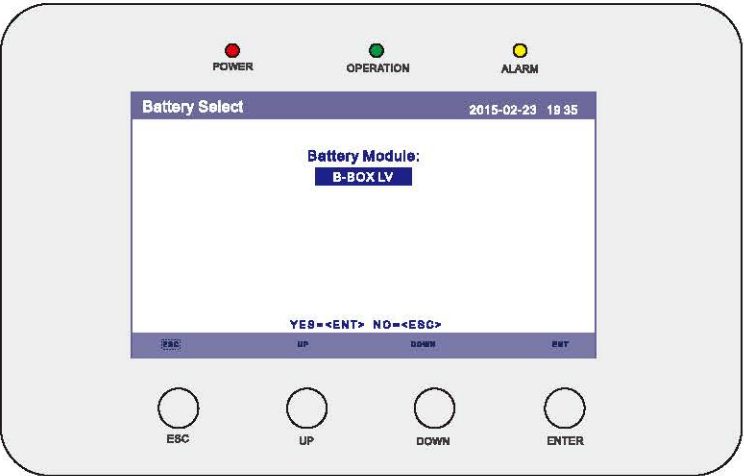 POWER OPERATION ALARM
Battery Select 2015-02-23 19 35
Battery Module:
B-BOX LV
YES=<ENT> NO=<ESC>
ESC UP DOWN ENT
ESC UP DOWN ENTER